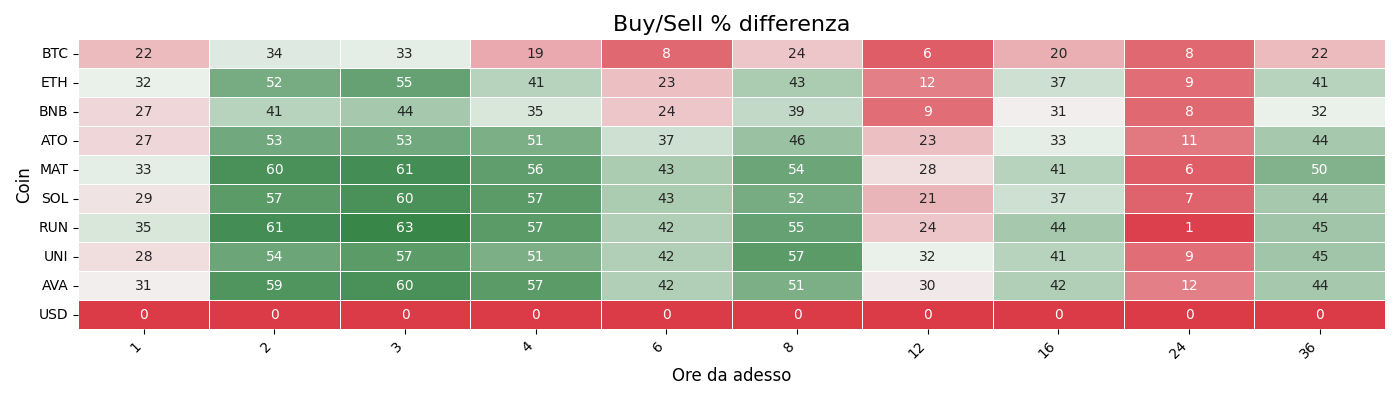 Buy/Sell % differenza
Coin
BTC 22 34 33 19 8 24 6 20 8 22
ETH 32 52 55 41 23 43 12 37 9 41
BNB 27 41 44 35 24 39 9 31 8 32
ATO 27 53 53 51 37 46 23 33 11 44
MAT 33 60 61 56 43 54 28 41 6 50
SOL 29 57 60 57 43 52 21 37 7 44
RUN 35 61 63 57 42 55 24 44 1 45
UNI 28 54 57 51 42 57 32 41 9 45
AVA 31 59 60 57 42 51 30 42 12 44
USD 0 0 0 0 0 0 0 0 0 0
1 2 3 4 6 8 12 16 24 36
Ore da adesso